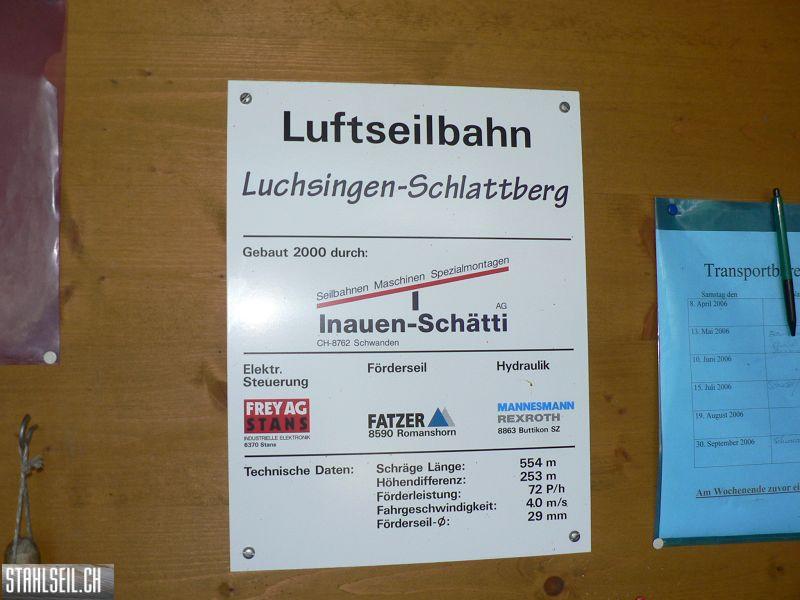 Luftseilbahn
Luchsingen-Schlattberg
Gebaut 2000 durch:
Seilbahnen Maschinen Spezialmontagen
AG
Inauen-Schätti
CH-8762 Schwanden
Elektr. Steuerung
FREY AG
STANS
INDUSTRIELLE ELEKTRONIK
6370 Stans
Förderseil
FATZER
8590 Romanshorn
Hydraulik
MANNESMANN
REXROTH
8863 Buttikon SZ
Technische Daten:
Schräge Länge: 554 m
Höhendifferenz: 253 m
Förderleistung: 72 P/h
Fahrgeschwindigkeit: 4.0 m/s
Förderseil-Ø: 29 mm
Samstag den
8. April 2006
13. Mai 2006
10. Juni 2006
15. Juli 2006
19. August 2006
30. September 2006
Am Wochenende zuvor
STAHLSEIL.CH